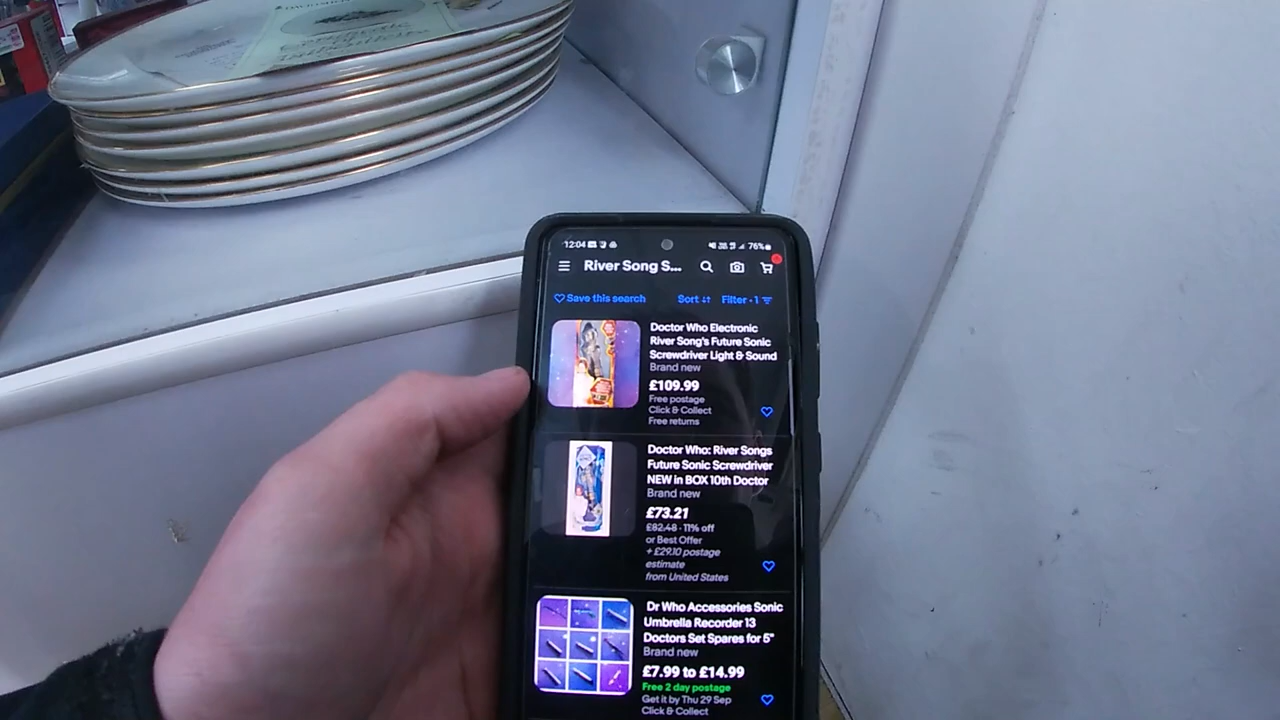 12:04
76%
River Song S...
Save this search
Sort
Filter · 1
Doctor Who Electronic
River Song's Future Sonic
Screwdriver Light & Sound
Brand new
£109.99
Free postage
Click & Collect
Free returns
Doctor Who: River Songs
Future Sonic Screwdriver
NEW in BOX 10th Doctor
Brand new
£73.21
£82.48 · 11% off
or Best Offer
+ £29.10 postage
estimate
from United States
Dr Who Accessories Sonic
Umbrella Recorder 13
Doctors Set Spares for 5"
Brand new
£7.99 to £14.99
Free 2 day postage
Get it by Thu 29 Sep
Click & Collect